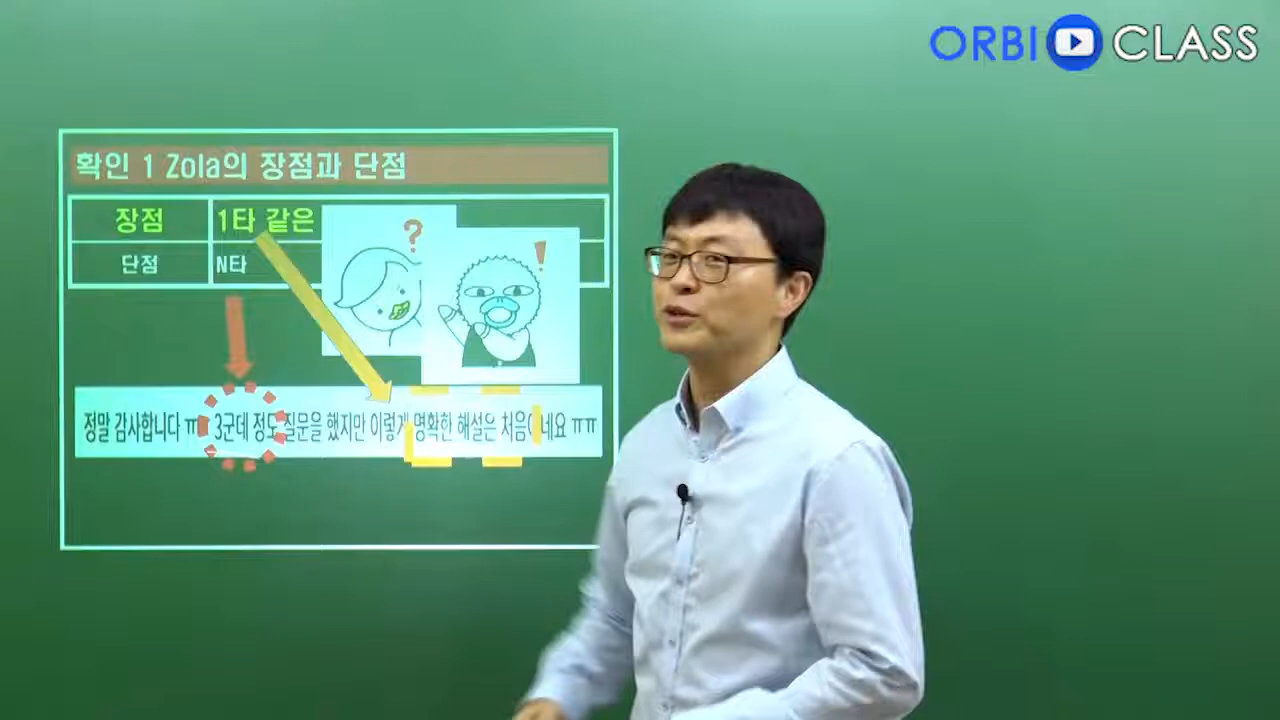 ORBI CLASS
확인 1 Zola의 장점과 단점
장점 1타 같은
?
!
단점 N타
정말 감사합니다 ㅠ 3군데 정도 질문을 했지만 이렇게 명확한 해설은 처음이네요 ㅠㅠ